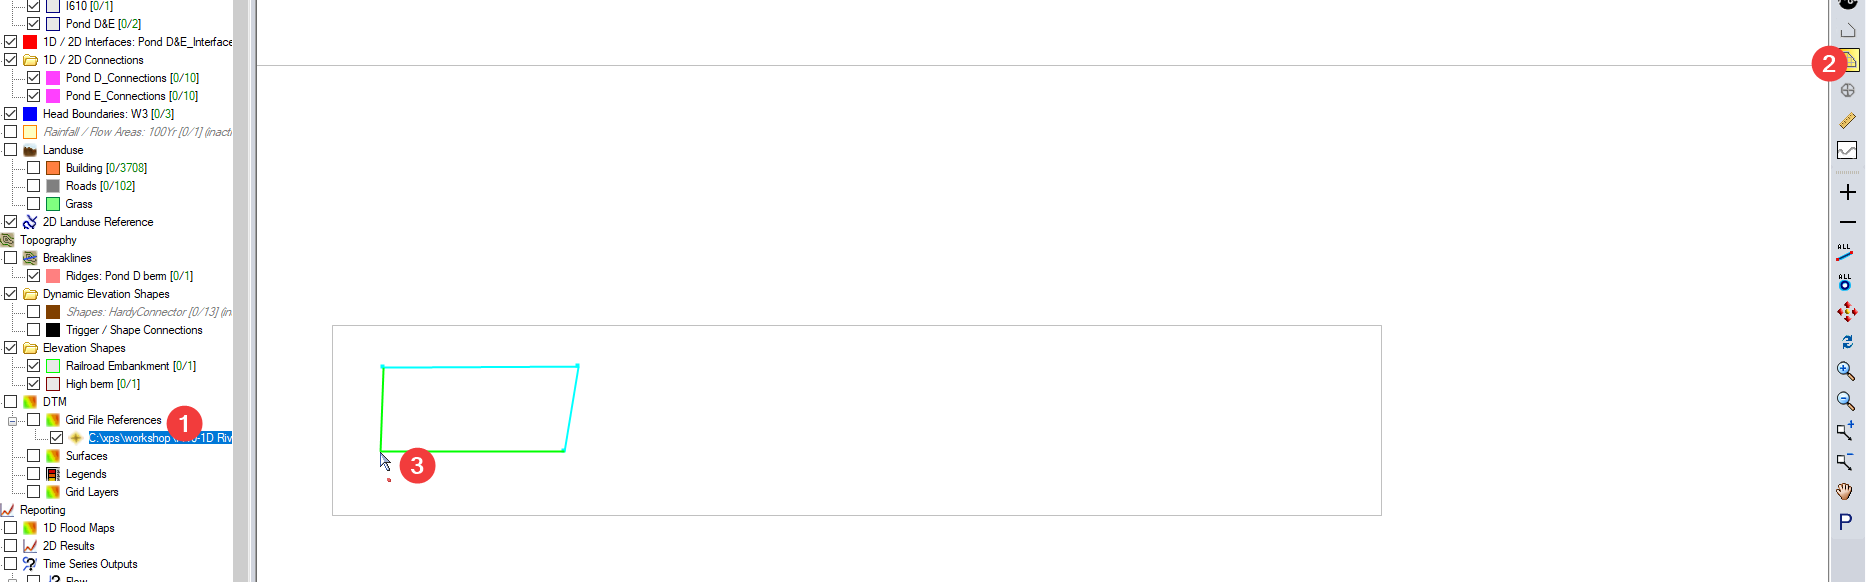 I610 [0/1]
Pond D&E [0/2]
1D / 2D Interfaces: Pond D&E_Interface
1D / 2D Connections
Pond D_Connections [0/10]
Pond E_Connections [0/10]
Head Boundaries: W3 [0/3]
Rainfall / Flow Areas: 100Yr [0/1] (inacti
Landuse
Building [0/3708]
Roads [0/102]
Grass
2D Landuse Reference
Topography
Breaklines
Ridges: Pond D berm [0/1]
Dynamic Elevation Shapes
Shapes: HardyConnector [0/13] (in
Trigger / Shape Connections
Elevation Shapes
Railroad Embankment [0/1]
High berm [0/1]
DTM
Grid File References
1
C:\xps\workshop -1D Riv
Surfaces
Legends
Grid Layers
Reporting
1D Flood Maps
2D Results
Time Series Outputs
Flow
3
2
ALL
ALL
P